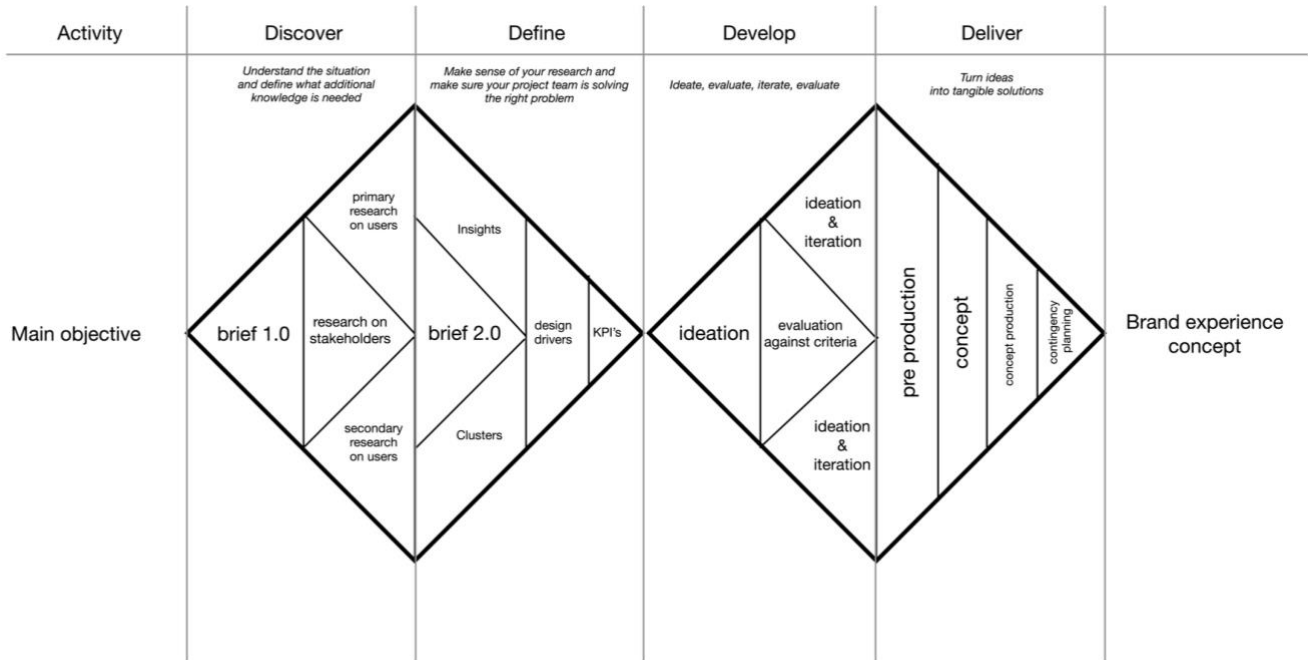 Activity
Discover
Define
Develop
Deliver
Understand the situation
and define what additional
knowledge is needed
Make sense of your research and
make sure your project team is solving
the right problem
Ideate, evaluate, iterate, evaluate
Turn ideas
into tangible solutions
Main objective
brief 1.0
primary
research
on users
research on
stakeholders
secondary
research
on users
Insights
brief 2.0
Clusters
design
drivers
KPI's
ideation
ideation
&
iteration
evaluation
against criteria
ideation
&
iteration
pre production
concept
concept production
contingency
planning
Brand experience
concept